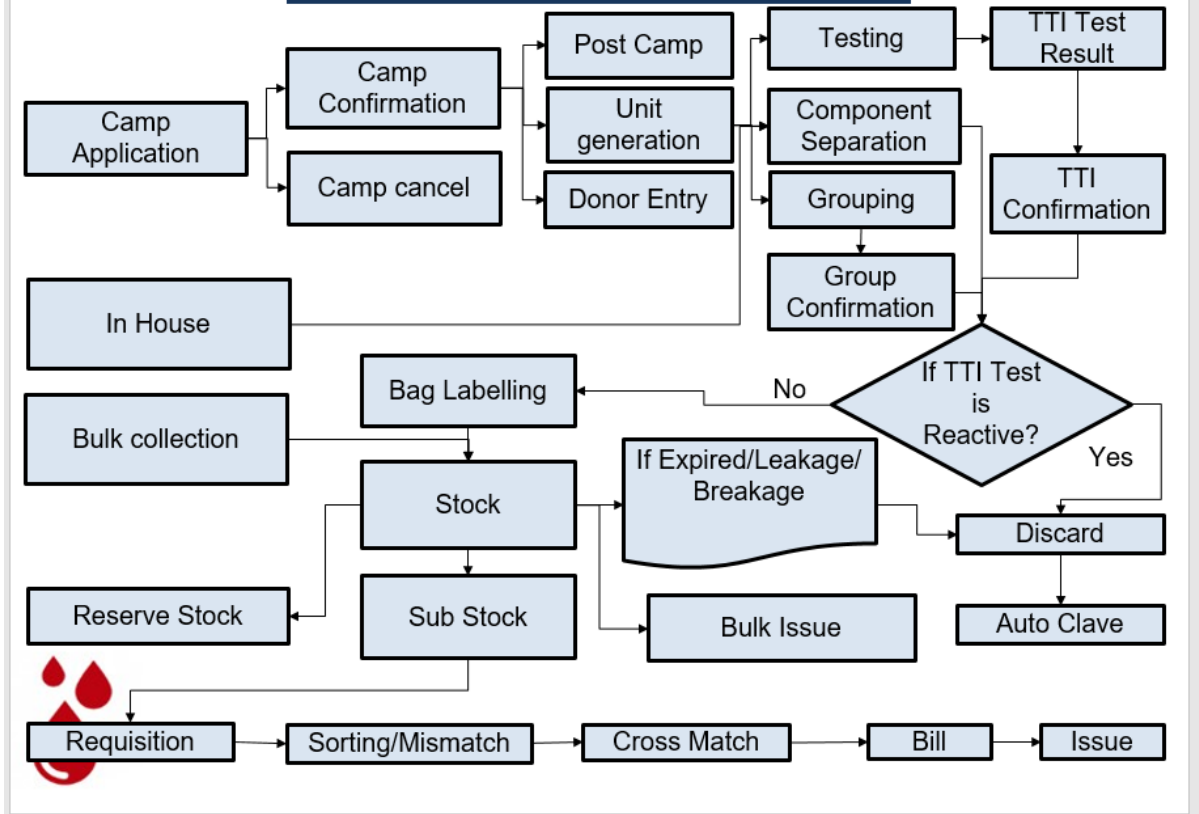 Camp
Application
Camp
Confirmation
Camp cancel
Post Camp
Unit
generation
Donor Entry
Testing
TTI Test
Result
Component
Separation
Grouping
TTI
Confirmation
Group
Confirmation
In House
If TTI Test
is
Reactive?
No
Yes
Bag Labelling
Bulk collection
Stock
If Expired/Leakage/
Breakage
Discard
Reserve Stock
Sub Stock
Bulk Issue
Auto Clave
Requisition
Sorting/Mismatch
Cross Match
Bill
Issue